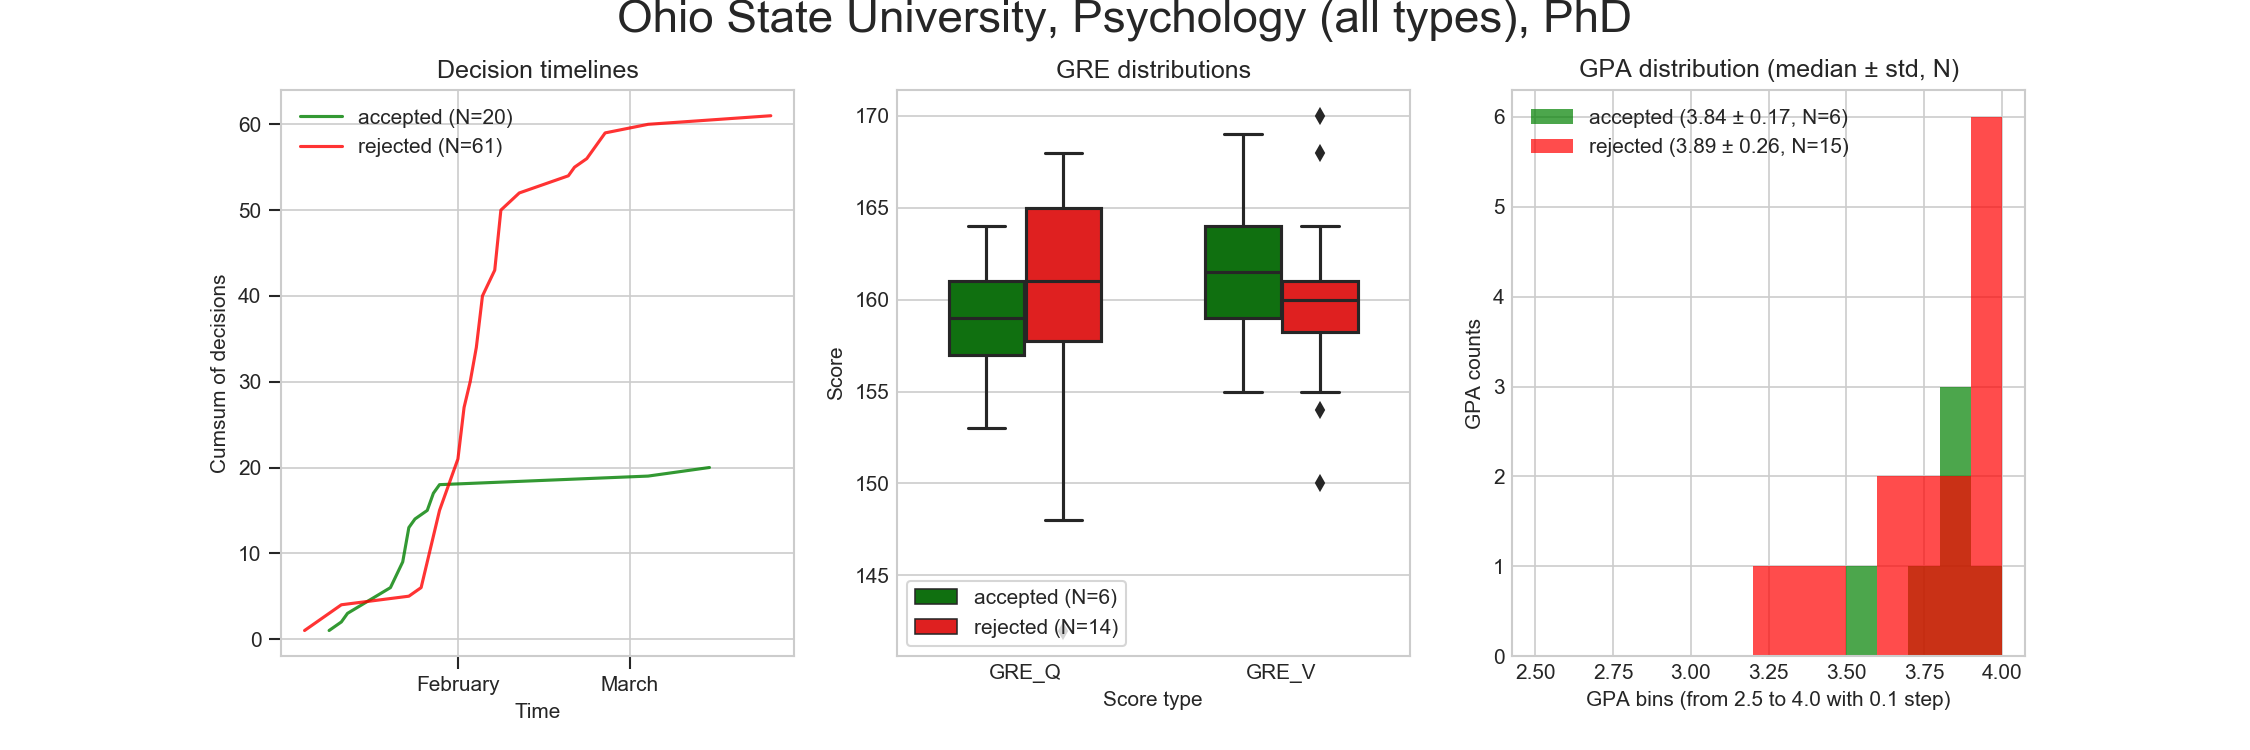 Ohio State University, Psychology (all types), PhD
Decision timelines
accepted (N=20)
rejected (N=61)
60
50
40
30
20
10
0
Cumsum of decisions
February
March
Time
GRE distributions
170
165
160
155
150
145
Score
accepted (N=6)
rejected (N=14)
GRE_Q
GRE_V
Score type
GPA distribution (median ± std, N)
accepted (3.84 ± 0.17, N=6)
rejected (3.89 ± 0.26, N=15)
6
5
4
3
2
1
0
GPA counts
2.50
2.75
3.00
3.25
3.50
3.75
4.00
GPA bins (from 2.5 to 4.0 with 0.1 step)